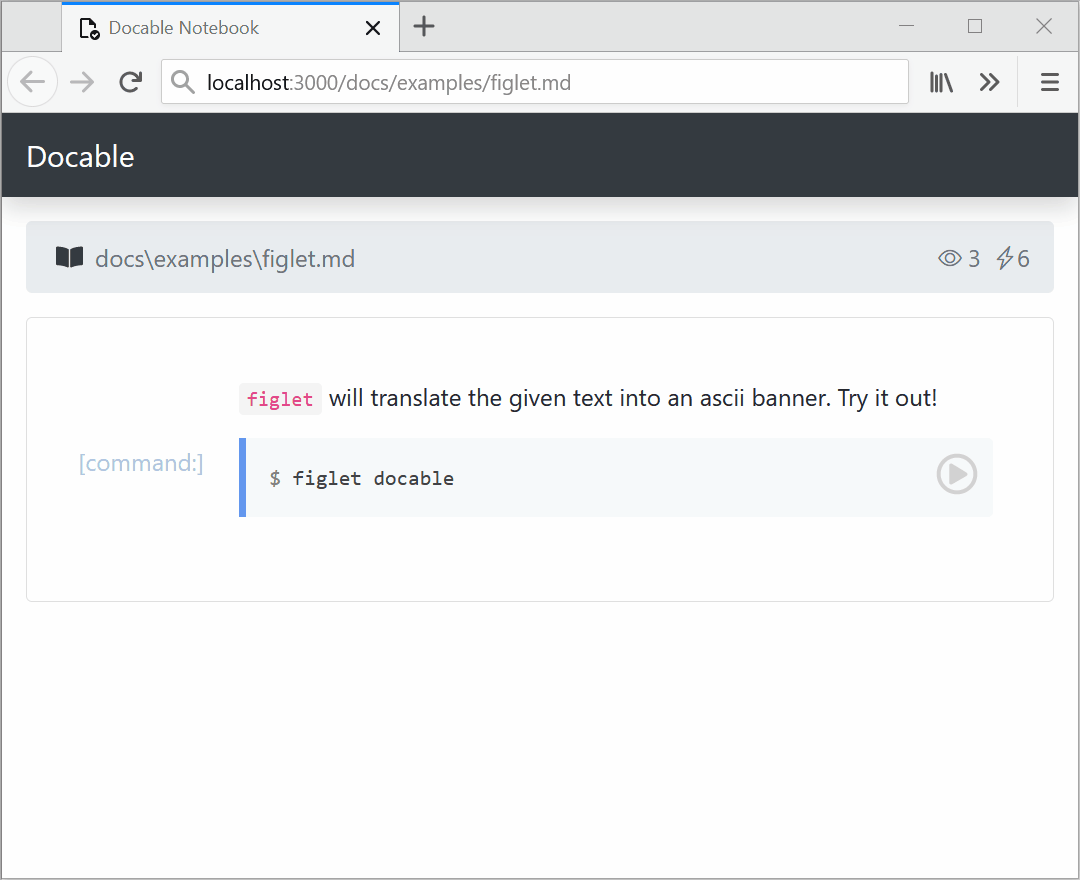 Docable Notebook
localhost:3000/docs/examples/figlet.md
Docable
docs\examples\figlet.md 3 6
figlet will translate the given text into an ascii banner. Try it out!
[command:]
$ figlet docable